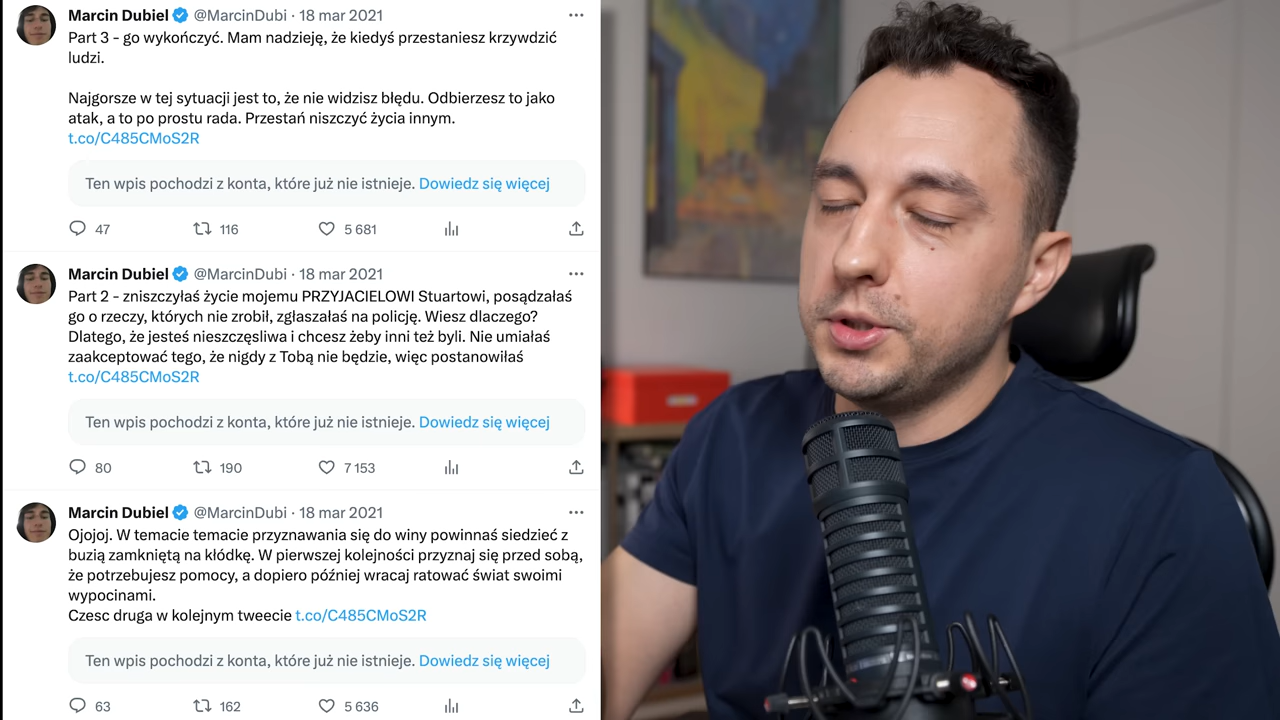 Marcin Dubiel @MarcinDubi · 18 mar 2021
Part 3 - go wykończyć. Mam nadzieję, że kiedyś przestaniesz krzywdzić
ludzi.
Najgorsze w tej sytuacji jest to, że nie widzisz błędu. Odbierzesz to jako
atak, a to po prostu rada. Przestań niszczyć życia innym.
t.co/C485CMoS2R
Ten wpis pochodzi z konta, które już nie istnieje. Dowiedz się więcej
47 116 5 681
Marcin Dubiel @MarcinDubi · 18 mar 2021
Part 2 - zniszczyłaś życie mojemu PRZYJACIELOWI Stuartowi, posądzałaś
go o rzeczy, których nie zrobił, zgłaszałaś na policję. Wiesz dlaczego?
Dlatego, że jesteś nieszczęsliwa i chcesz żeby inni też byli. Nie umiałaś
zaakceptować tego, że nigdy z Tobą nie będzie, więc postanowiłaś
t.co/C485CMoS2R
Ten wpis pochodzi z konta, które już nie istnieje. Dowiedz się więcej
80 190 7 153
Marcin Dubiel @MarcinDubi · 18 mar 2021
Ojojoj. W temacie temacie przyznawania się do winy powinnaś siedzieć z
buzią zamkniętą na kłódkę. W pierwszej kolejności przyznaj się przed sobą,
że potrzebujesz pomocy, a dopiero później wracaj ratować świat swoimi
wypocinami.
Czesc druga w kolejnym tweecie t.co/C485CMoS2R
Ten wpis pochodzi z konta, które już nie istnieje. Dowiedz się więcej
63 162 5 636